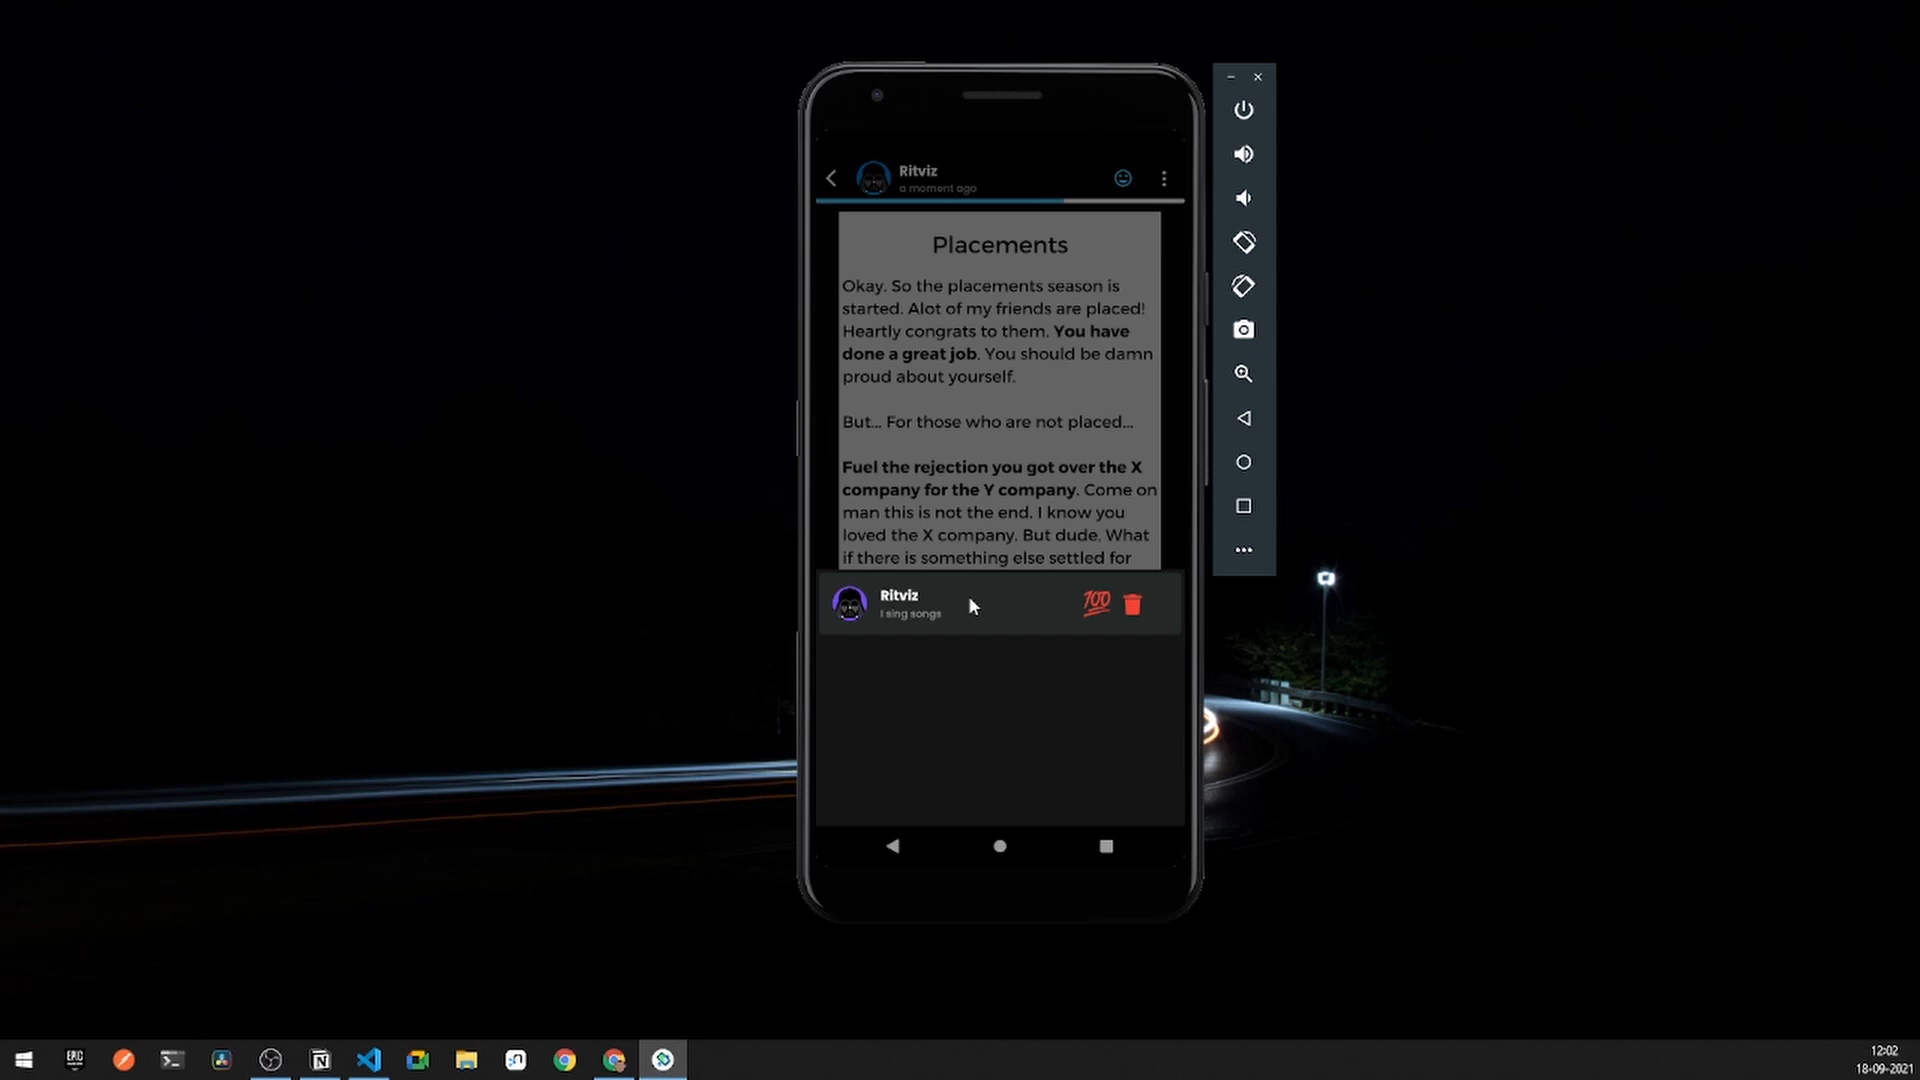 Ritviz
a moment ago
Placements
Okay. So the placements season is
started. Alot of my friends are placed!
Heartly congrats to them. You have
done a great job. You should be damn
proud about yourself.
But... For those who are not placed...
Fuel the rejection you got over the X
company for the Y company. Come on
man this is not the end. I know you
loved the X company. But dude. What
if there is something else settled for
Ritviz
I sing songs
100
EPIC
12:02
18-09-2021